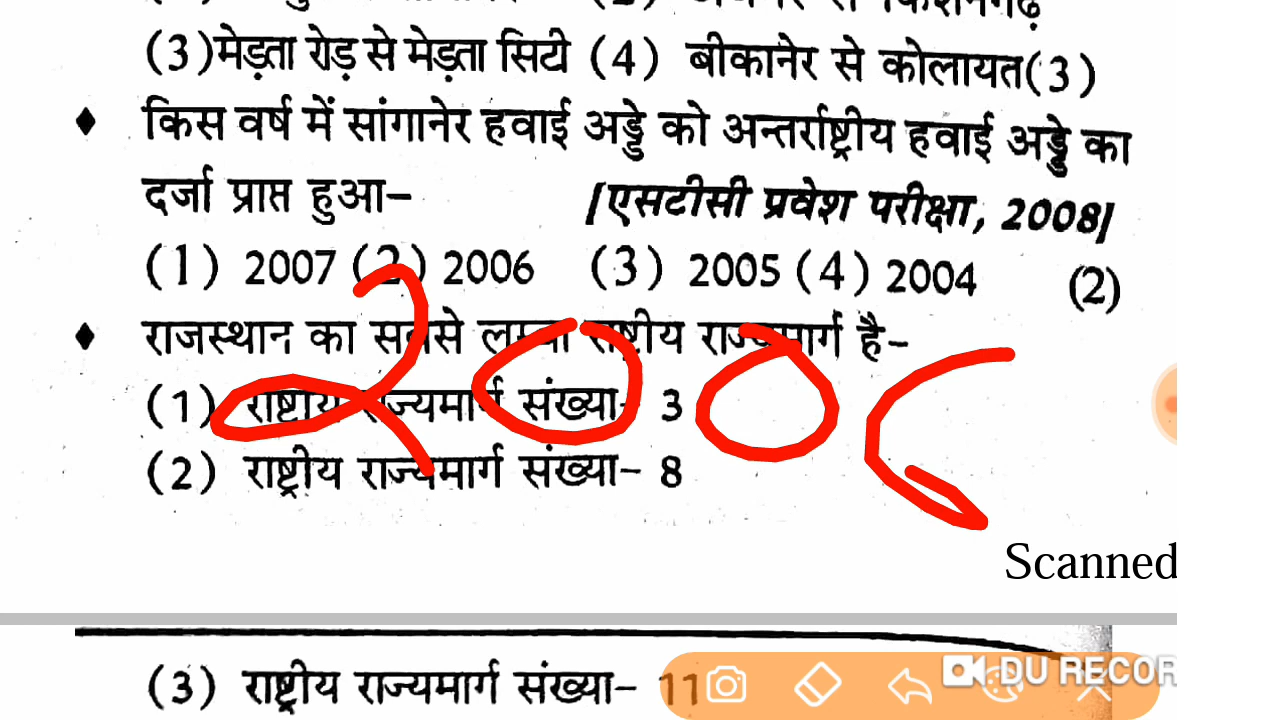 (3)मेड़ता रोड़ से मेड़ता सिटी (4) बीकानेर से कोलायत(3)
♦ किस वर्ष में सांगानेर हवाई अड्डे को अन्तर्राष्ट्रीय हवाई अड्डे का
दर्जा प्राप्त हुआ- [एसटीसी प्रवेश परीक्षा, 2008]
(1) 2007 (2) 2006 (3) 2005 (4) 2004 (2)
♦ राजस्थान का सबसे लम्बा राष्ट्रीय राज्यमार्ग है-
(1) राष्ट्रीय राज्यमार्ग संख्या- 3
२००८
(2) राष्ट्रीय राज्यमार्ग संख्या- 8
Scanned
(3) राष्ट्रीय राज्यमार्ग संख्या- 11
DU RECOR